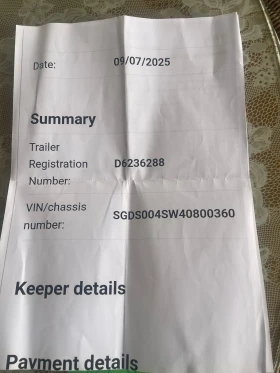 Date: 09/07/2025
Summary
Trailer
Registration D6236288
Number:
VIN/chassis SGDS004SW40800360
number:
Keeper details
Payment details